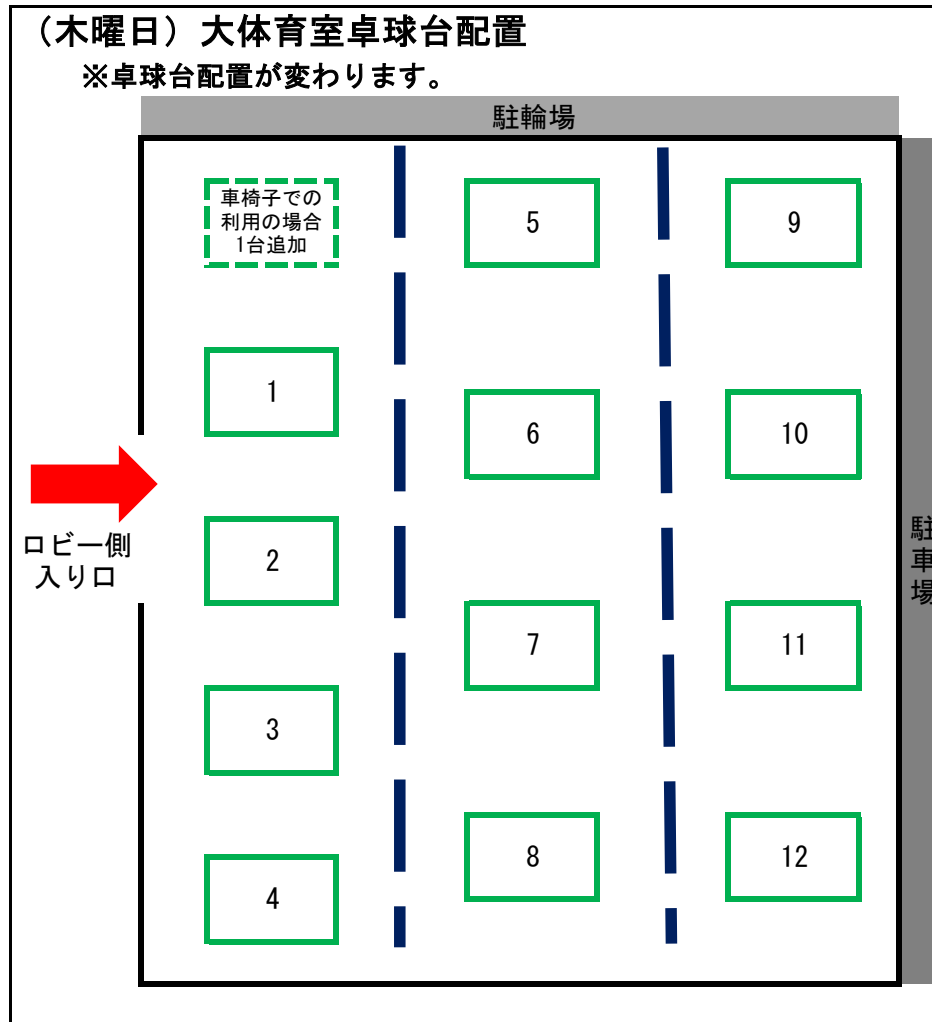 （木曜日）大体育室卓球台配置
※卓球台配置が変わります。
駐輪場
車椅子での
利用の場合
1台追加
5
9
1
6
10
ロビー側
入り口
2
駐車場
7
11
3
8
12
4